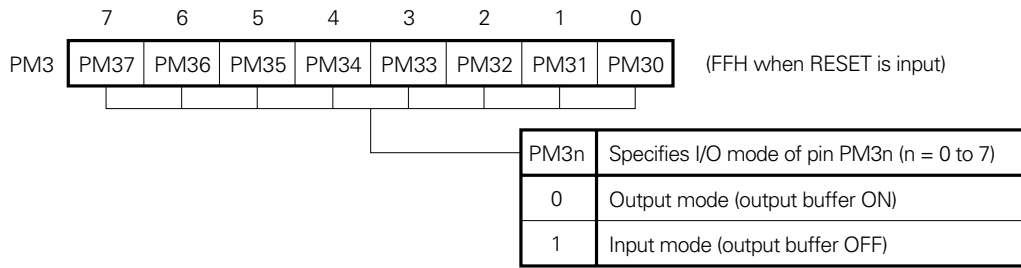 7 6 5 4 3 2 1 0
PM3 PM37 PM36 PM35 PM34 PM33 PM32 PM31 PM30 (FFH when RESET is input)
PM3n Specifies I/O mode of pin PM3n (n = 0 to 7)
0 Output mode (output buffer ON)
1 Input mode (output buffer OFF)